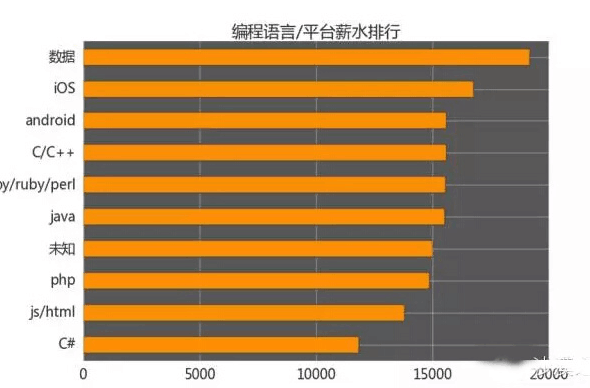 编程语言/平台薪水排行
数据
iOS
android
C/C++
py/ruby/perl
java
未知
php
js/html
C#
0 5000 10000 15000 20000